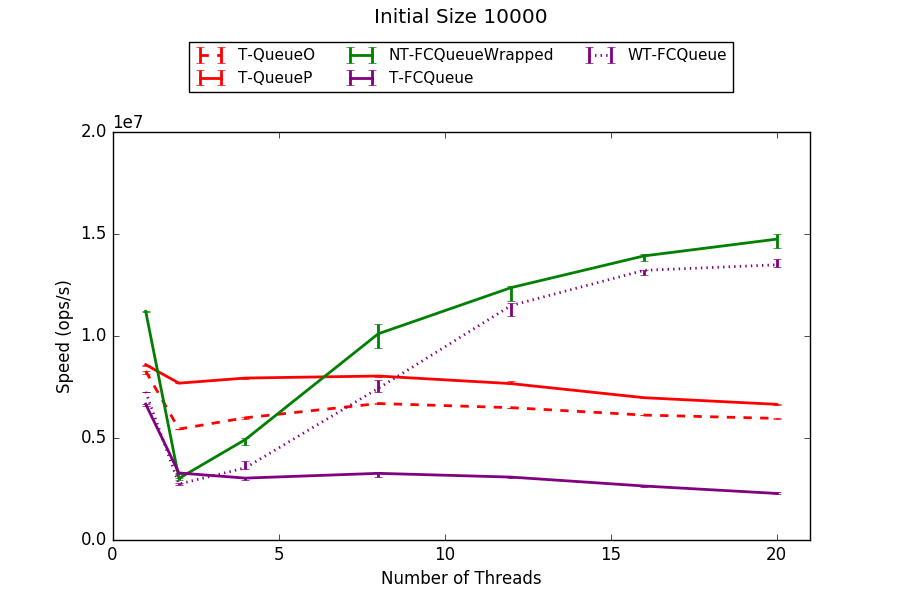 Initial Size 10000
T-QueueO NT-FCQueueWrapped WT-FCQueue
T-QueueP T-FCQueue
1e7
2.0
1.5
1.0
0.5
0.0
Speed (ops/s)
0 5 10 15 20
Number of Threads